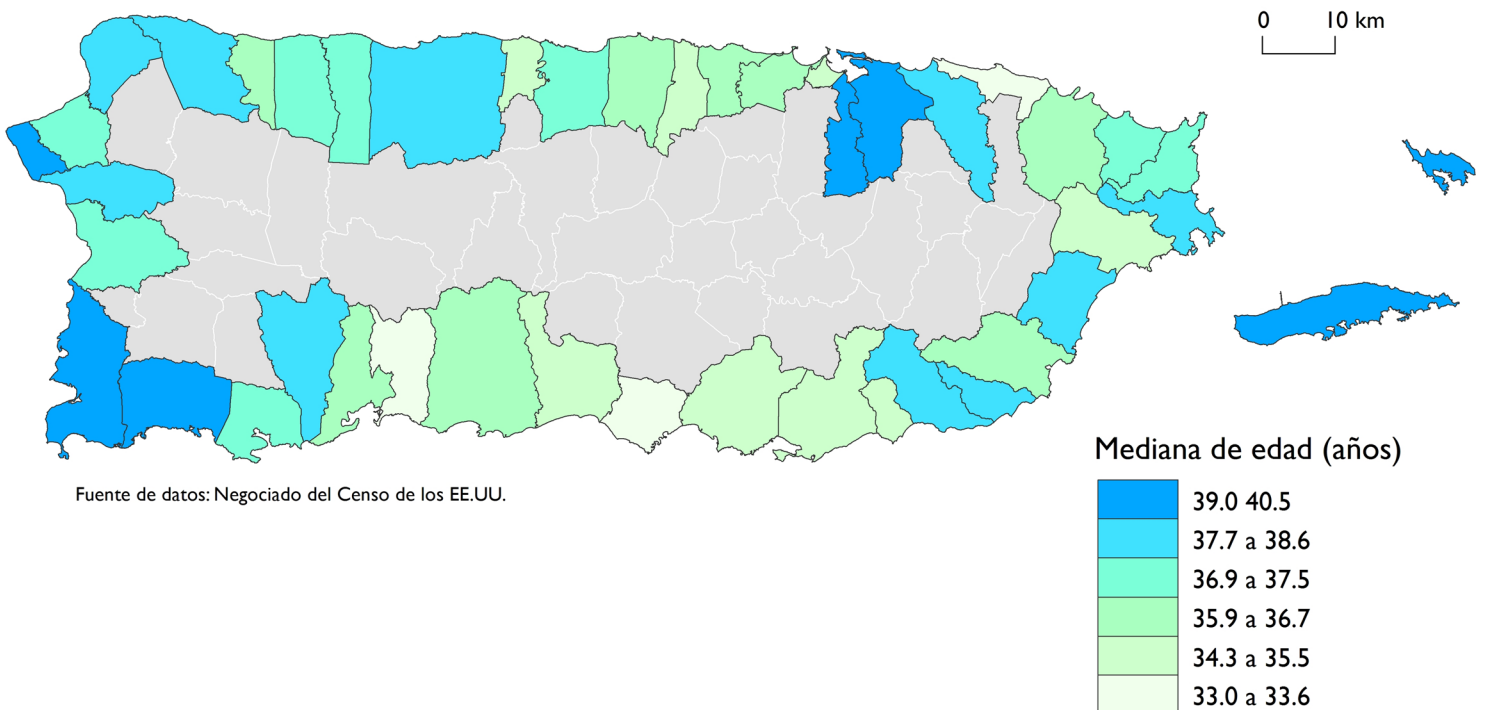 0 10 km
Fuente de datos: Negociado del Censo de los EE.UU.
Mediana de edad (años)
39.0 40.5
37.7 a 38.6
36.9 a 37.5
35.9 a 36.7
34.3 a 35.5
33.0 a 33.6